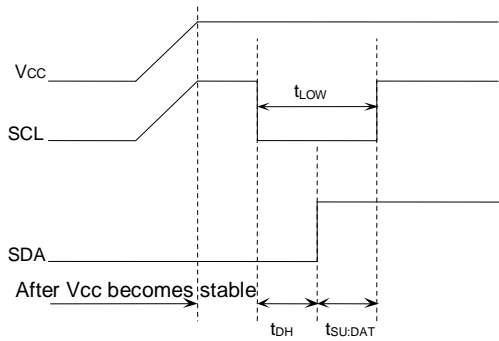 VCC
tLOW
SCL
SDA
After Vcc becomes stable
tDH
tSU:DAT